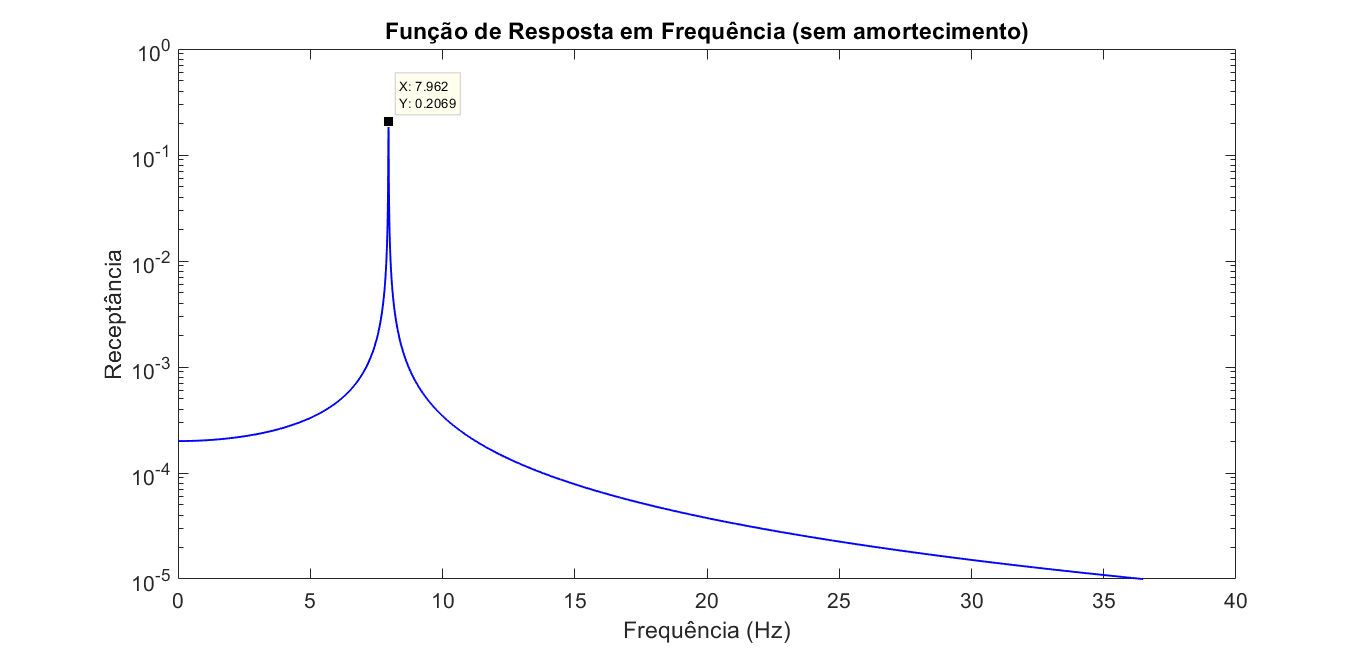 Função de Resposta em Frequência (sem amortecimento)
10^0
X: 7.962
Y: 0.2069
10^-1
10^-2
Receptância
10^-3
10^-4
10^-5
0 5 10 15 20 25 30 35 40
Frequência (Hz)